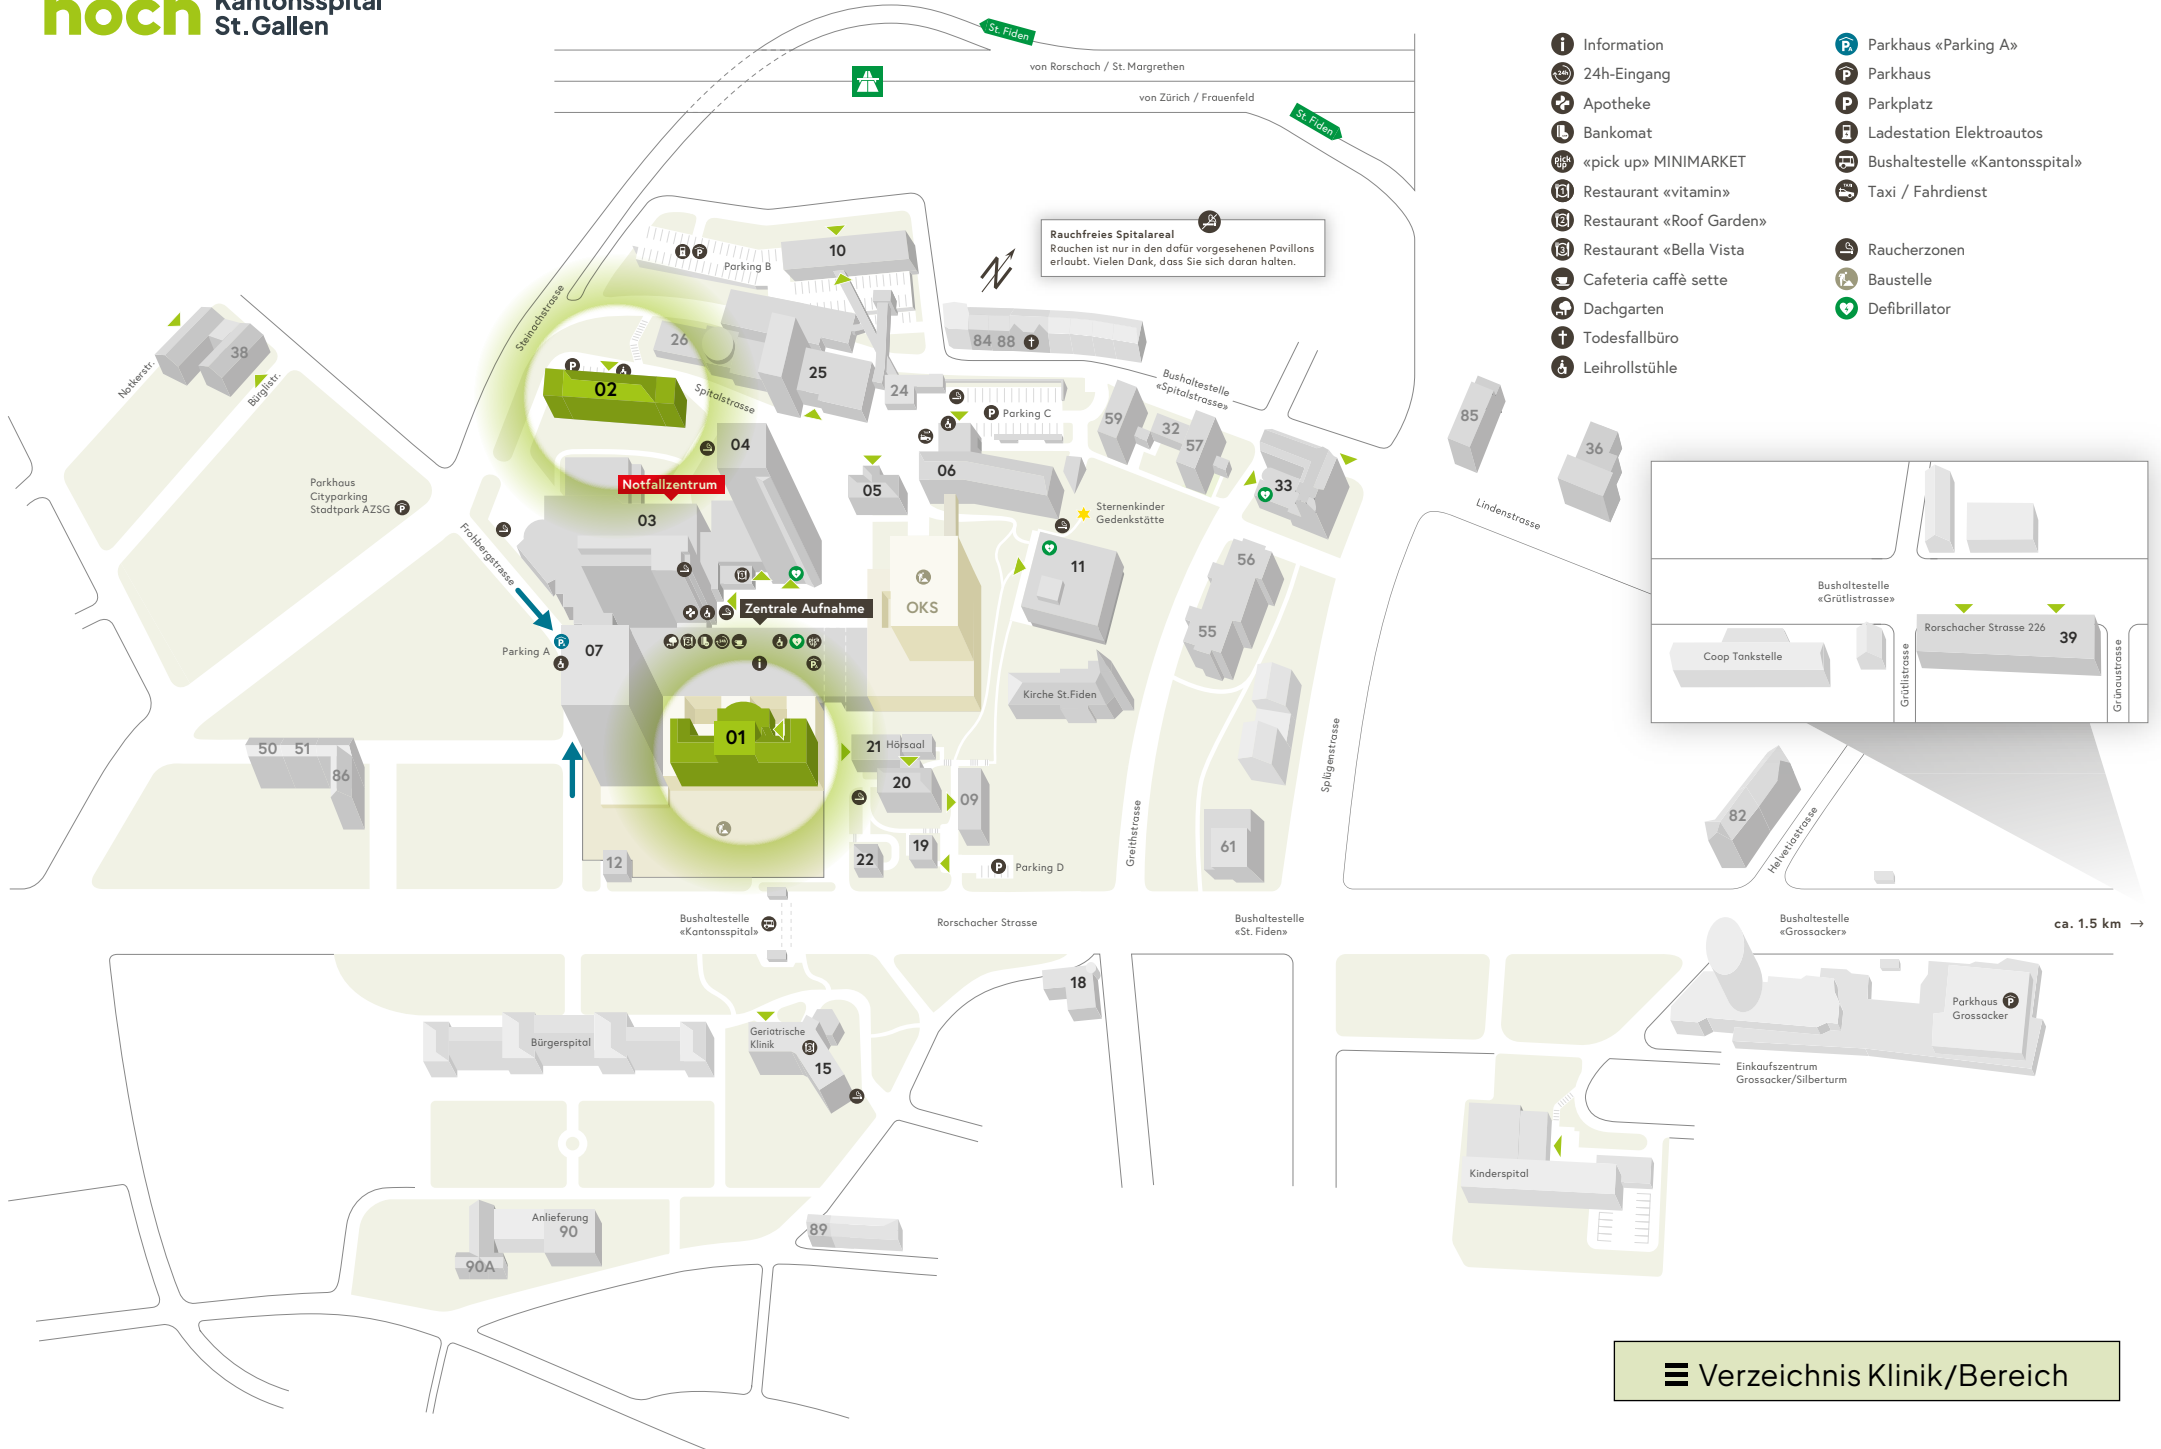 noch
Kantonsspital
St.Gallen
St. Fiden
von Rorschach / St. Margrethen
von Zürich / Frauenfeld
St. Fiden
Information
24h-Eingang
Apotheke
Bankomat
«pick up» MINIMARKET
Restaurant «vitamin»
Restaurant «Roof Garden»
Restaurant «Bella Vista
Cafeteria caffè sette
Dachgarten
Todesfallbüro
Leihrollstühle
Parkhaus «Parking A»
Parkhaus
Parkplatz
Ladestation Elektroautos
Bushaltestelle «Kantonsspital»
Taxi / Fahrdienst
Raucherzonen
Baustelle
Defibrillator
Rauchfreies Spitalareal
Rauchen ist nur in den dafür vorgesehenen Pavillons
erlaubt. Vielen Dank, dass Sie sich daran halten.
N
Parking B
10
Steinachstrasse
26
84 88
38
Notkerstr.
Bürglistr.
02
Spitalstrasse
25
24
Bushaltestelle
«Spitalstrasse»
Parking C
59
32
57
85
36
04
06
05
33
Notfallzentrum
03
Parkhaus
Cityparking
Stadtpark AZSG
Frohbergstrasse
Sternenkinder
Gedenkstätte
Lindenstrasse
11
56
55
OKS
Zentrale Aufnahme
Parking A
07
Kirche St.Fiden
Bushaltestelle
«Grütlistrasse»
Rorschacher Strasse 226
39
Coop Tankstelle
Grütlistrasse
Grünaustrasse
01
21
Hörsaal
20
09
50 51
86
Splügenstrasse
Greithstrasse
82
Helvetiastrasse
61
12
22
19
Parking D
Bushaltestelle
«Kantonsspital»
Rorschacher Strasse
Bushaltestelle
«St. Fiden»
Bushaltestelle
«Grossacker»
ca. 1.5 km →
18
Parkhaus
Grossacker
Bürgerspital
Geriatrische
Klinik
15
Einkaufszentrum
Grossacker/Silberturm
Kinderspital
Anlieferung
90
90A
89
Verzeichnis Klinik/Bereich